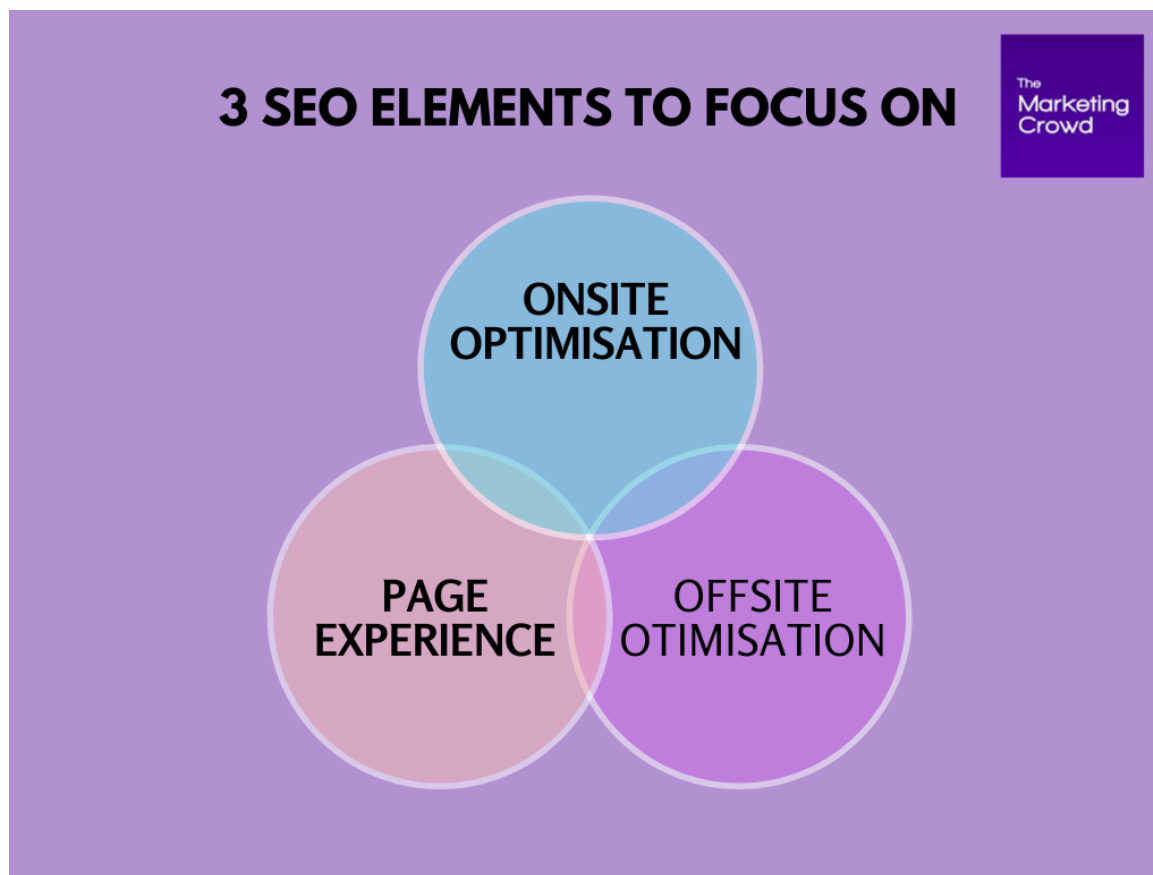 3 SEO ELEMENTS TO FOCUS ON
The
Marketing
Crowd
ONSITE
OPTIMISATION
PAGE
EXPERIENCE
OFFSITE
OTIMISATION